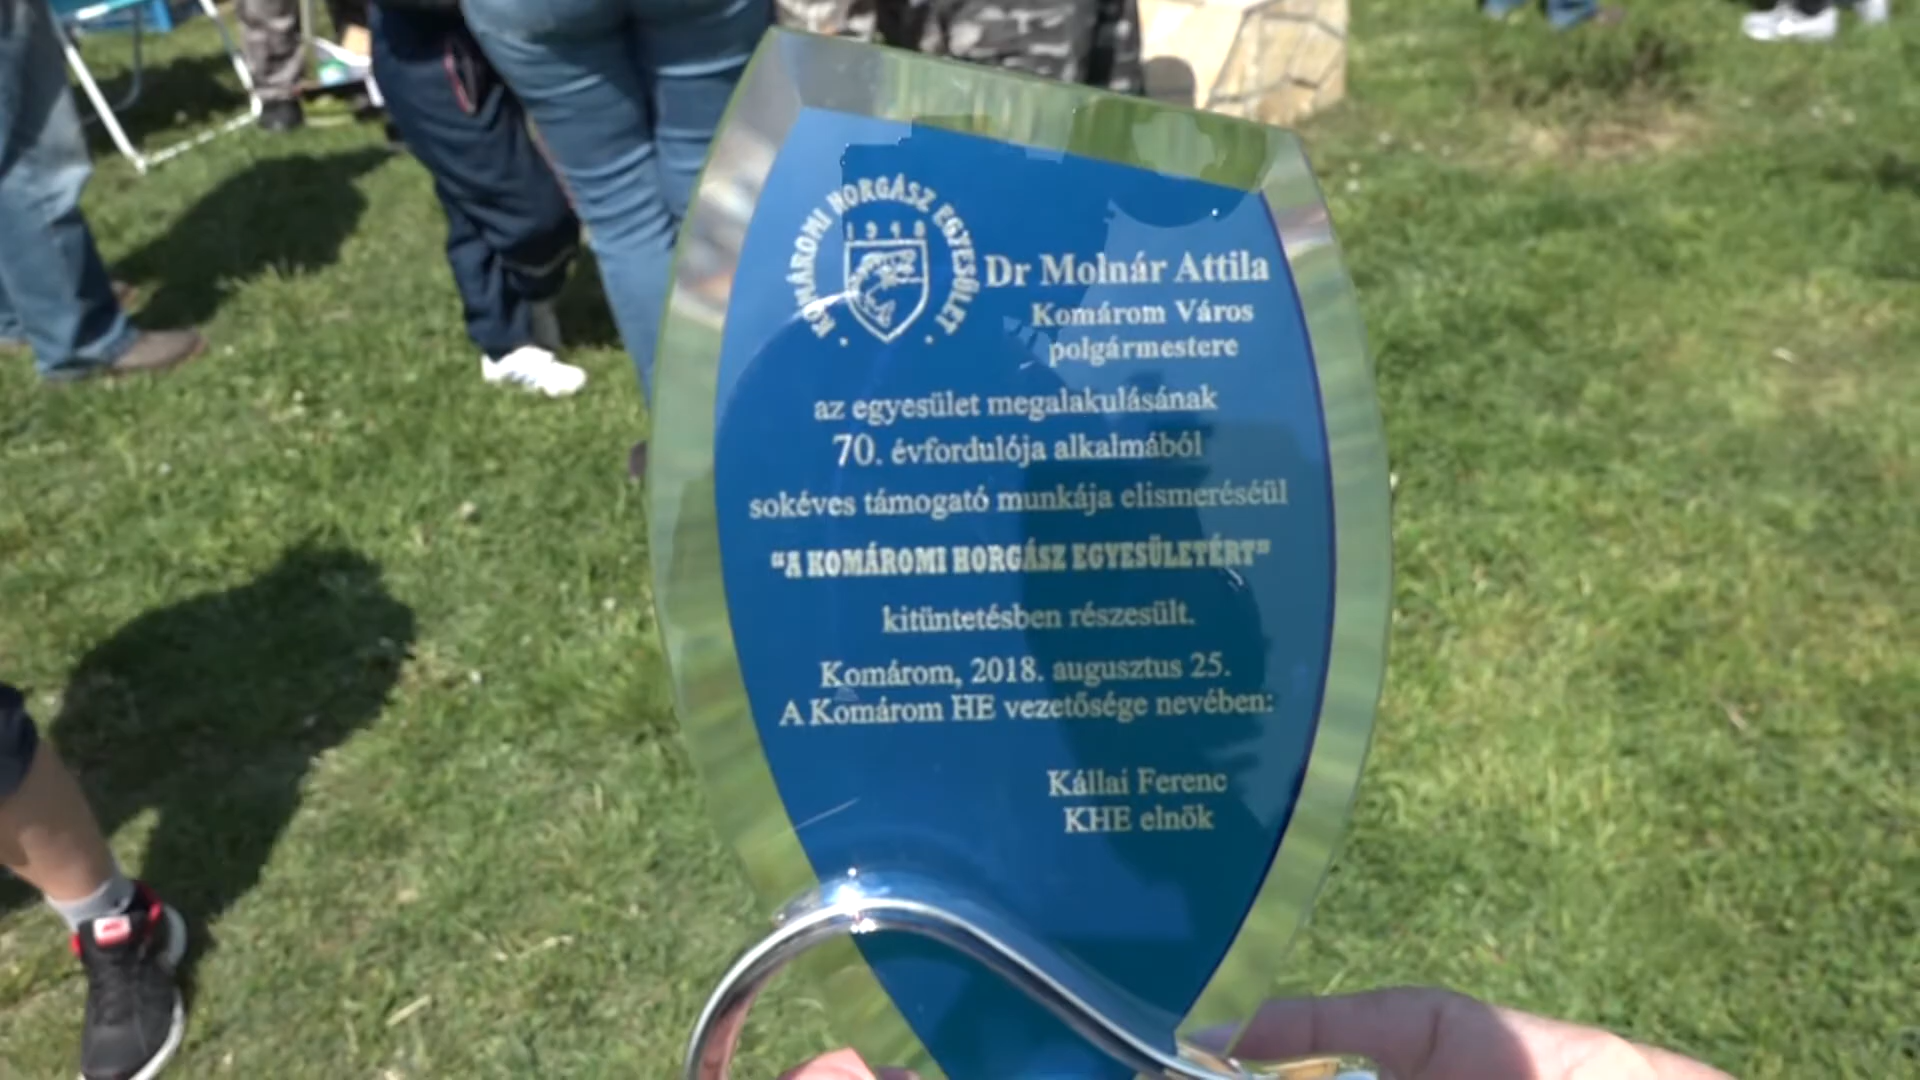 KOMÁROMI HORGÁSZ EGYESÜLET
1948
Dr Molnár Attila
Komárom Város
polgármestere
az egyesület megalakulásának
70. évfordulója alkalmából
sokéves támogató munkája elismeréséül
“A KOMÁROMI HORGÁSZ EGYESÜLETÉRT”
kitüntetésben részesült.
Komárom, 2018. augusztus 25.
A Komárom HE vezetősége nevében:
Kállai Ferenc
KHE elnök